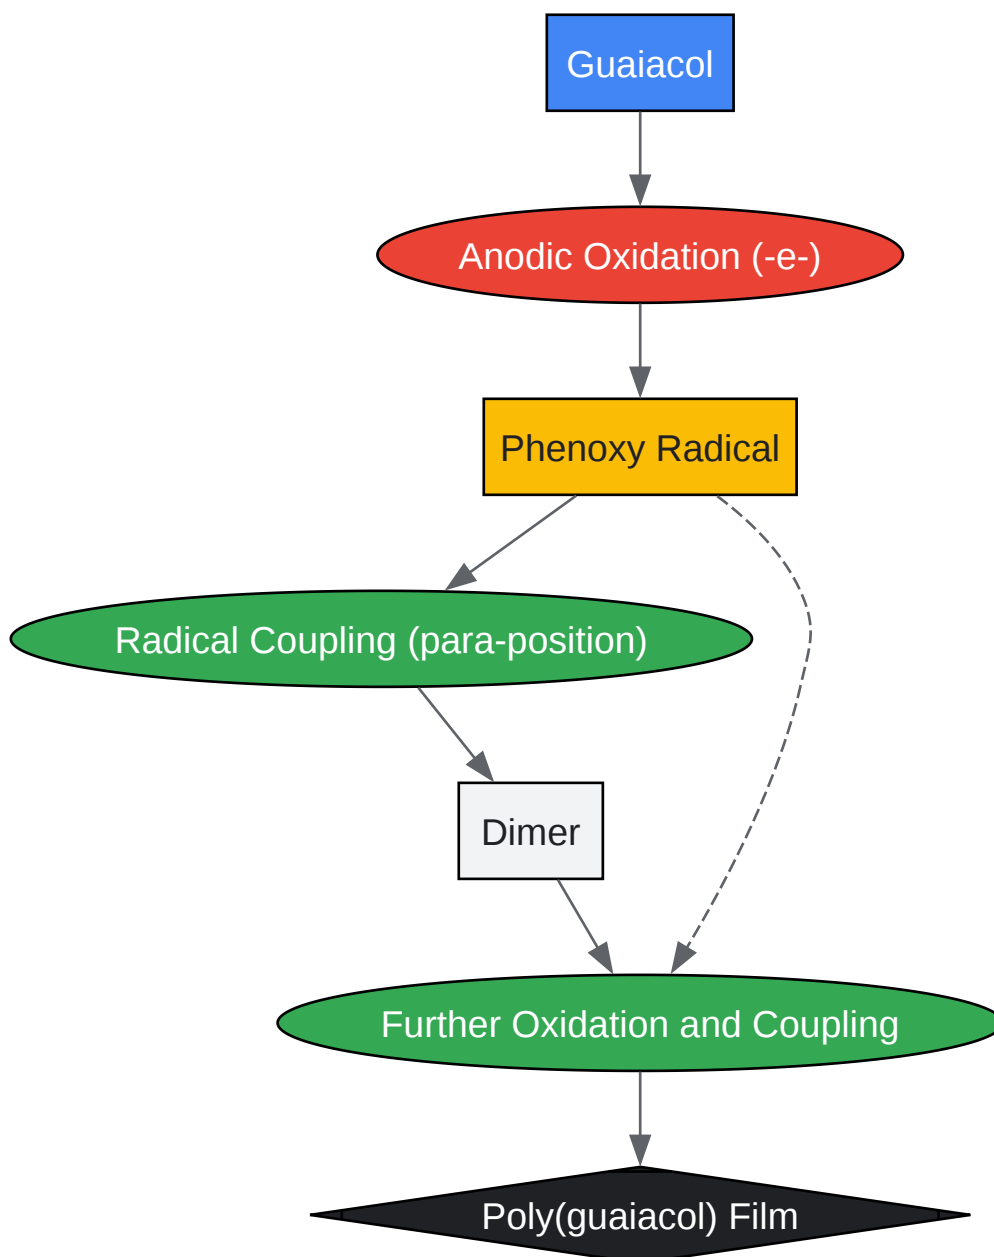 Guaiacol
Anodic Oxidation (-e-)
Phenoxy Radical
Radical Coupling (para-position)
Dimer
Further Oxidation and Coupling
Poly(guaiacol) Film